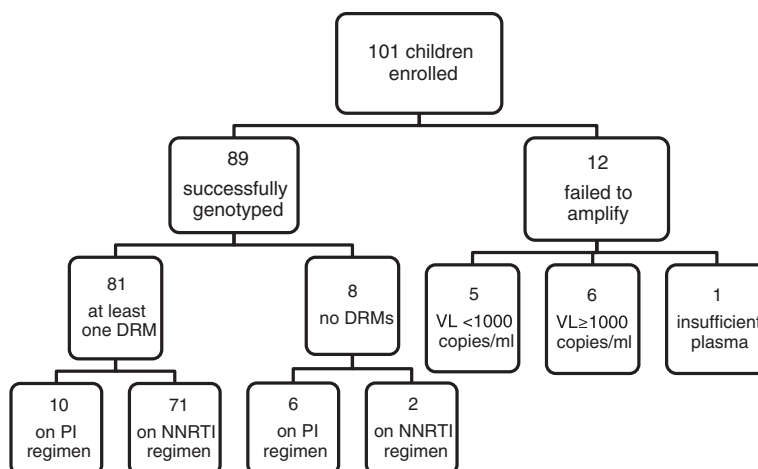 101 children
enrolled
89
successfully
genotyped
12
failed to
amplify
81
at least
one DRM
8
no DRMs
5
VL <1000
copies/ml
6
VL≥1000
copies/ml
1
insufficient
plasma
10
on PI
regimen
71
on NNRTI
regimen
6
on PI
regimen
2
on NNRTI
regimen